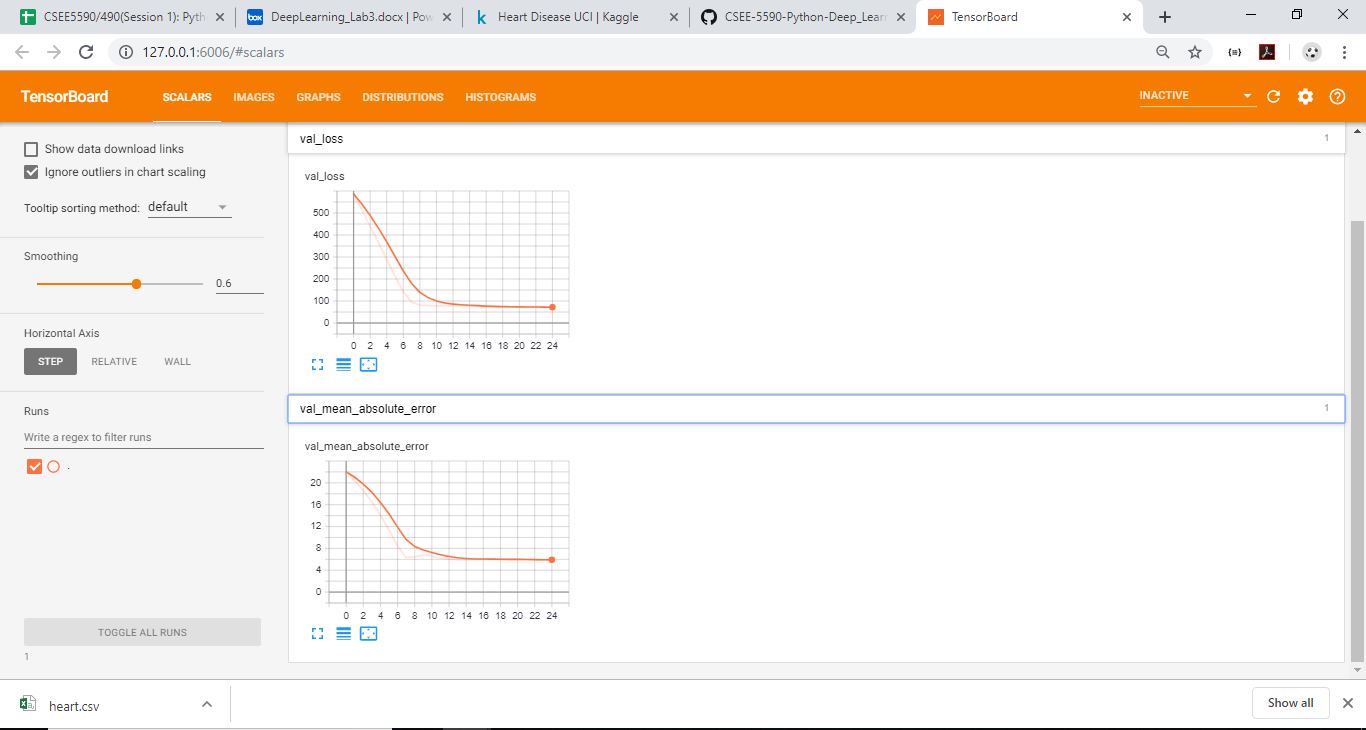 CSEE5590/490(Session 1): Pyth
DeepLearning_Lab3.docx | Pow
Heart Disease UCI | Kaggle
CSEE-5590-Python-Deep_Lear
TensorBoard
127.0.0.1:6006/#scalars
TensorBoard
SCALARS
IMAGES
GRAPHS
DISTRIBUTIONS
HISTOGRAMS
INACTIVE
Show data download links
Ignore outliers in chart scaling
Tooltip sorting method: default
Smoothing
0.6
Horizontal Axis
STEP
RELATIVE
WALL
Runs
Write a regex to filter runs
.
TOGGLE ALL RUNS
1
val_loss
1
val_loss
500
400
300
200
100
0
0 2 4 6 8 10 12 14 16 18 20 22 24
val_mean_absolute_error
1
val_mean_absolute_error
20
16
12
8
4
0
0 2 4 6 8 10 12 14 16 18 20 22 24
heart.csv
Show all